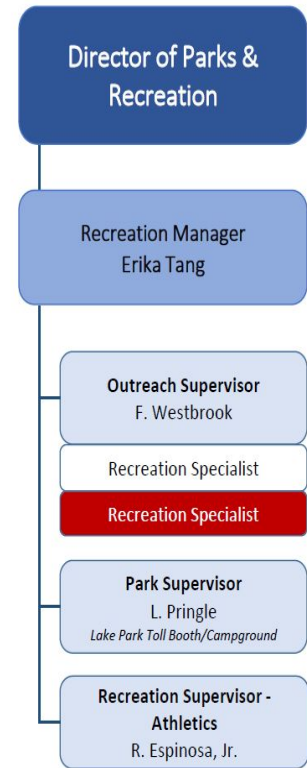 Director of Parks &
Recreation
Recreation Manager
Erika Tang
Outreach Supervisor
F. Westbrook
Recreation Specialist
Recreation Specialist
Park Supervisor
L. Pringle
Lake Park Toll Booth/Campground
Recreation Supervisor -
Athletics
R. Espinosa, Jr.